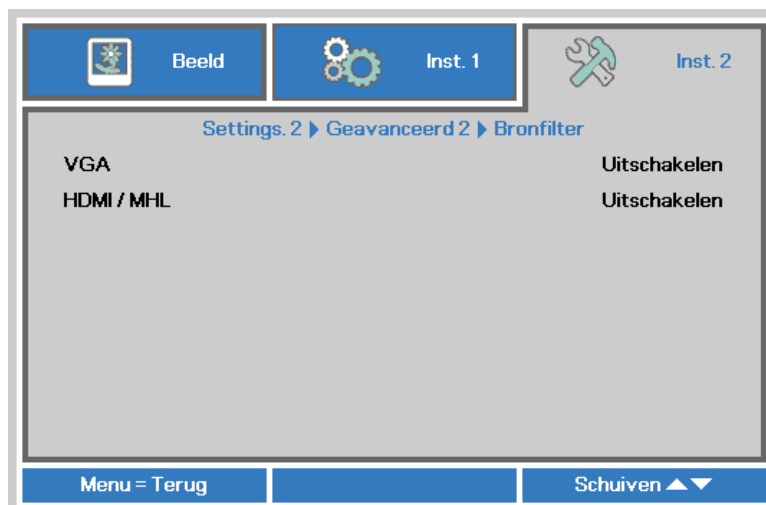 Beeld
Inst. 1
Inst. 2
Settings. 2 ▶ Geavanceerd 2 ▶ Bronfilter
VGA Uitschakelen
HDMI / MHL Uitschakelen
Menu = Terug
Schuiven ▲▼